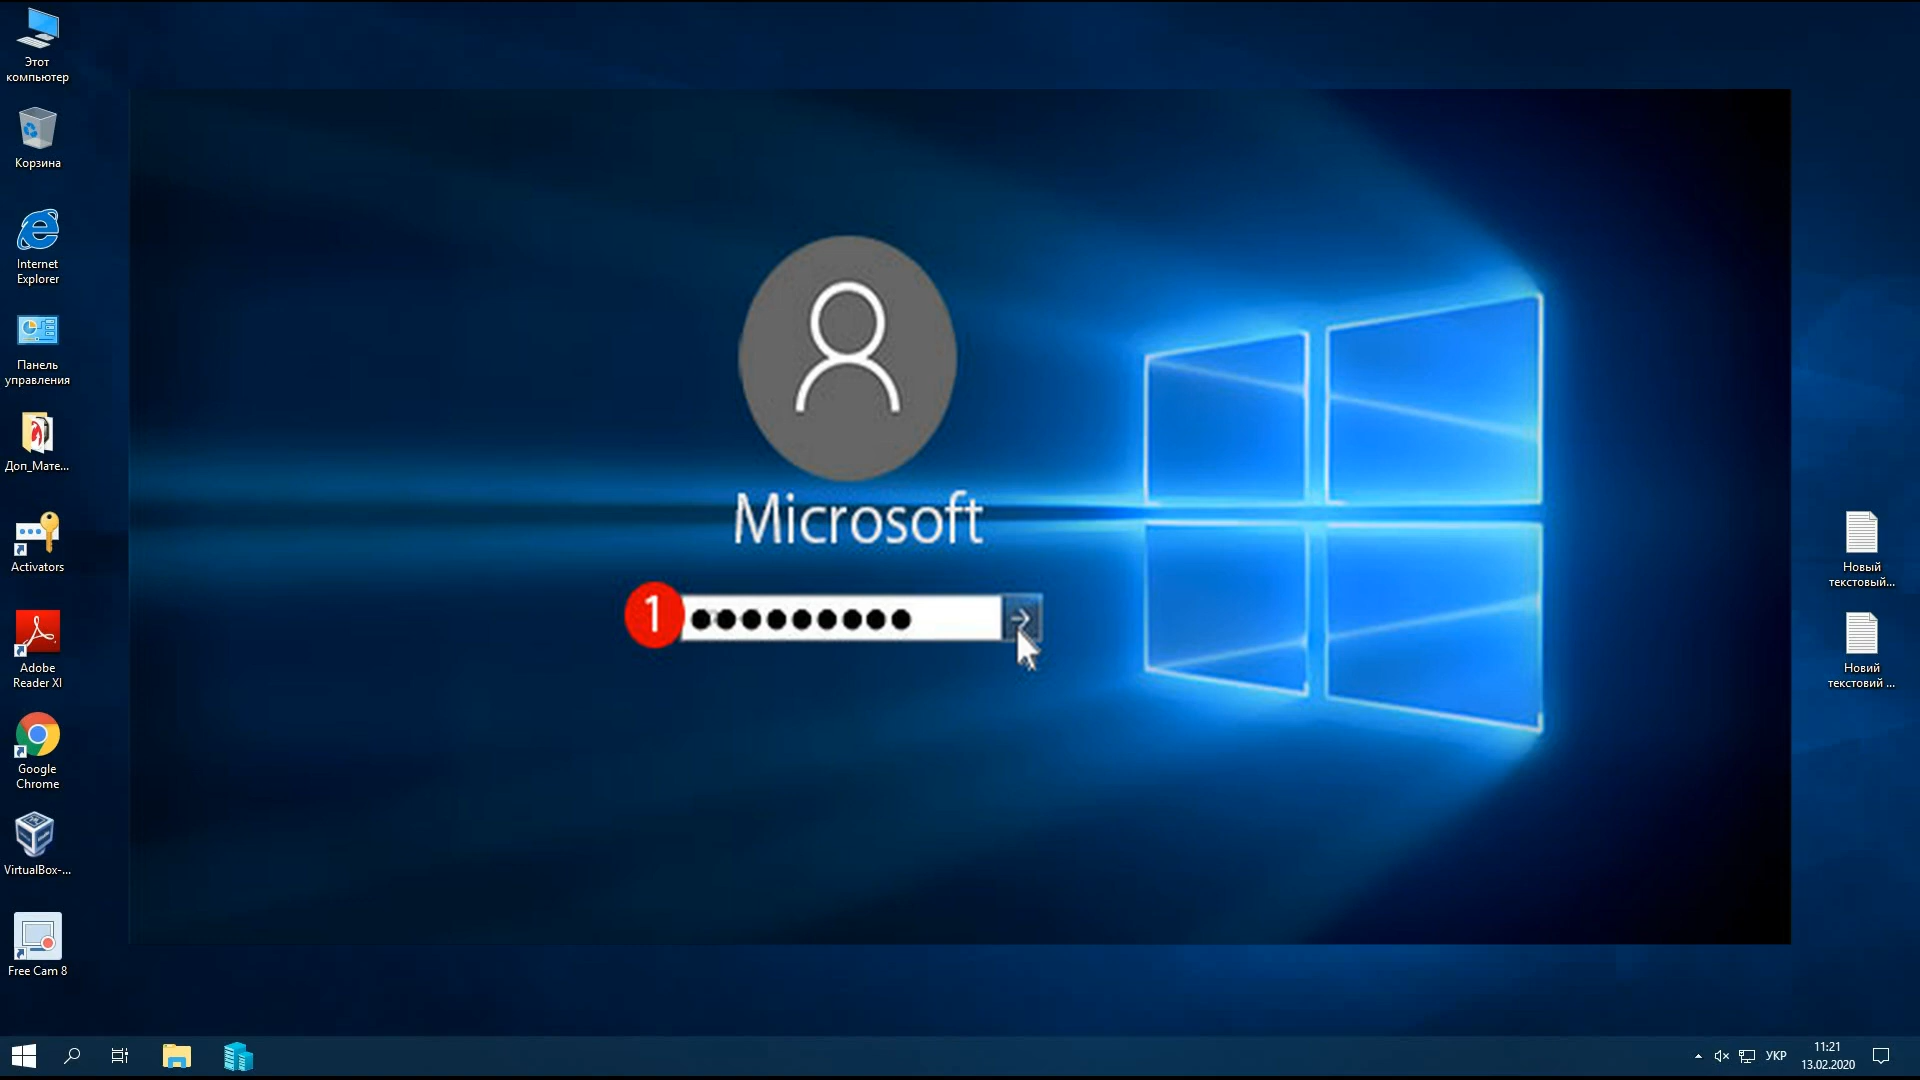 Этот
компьютер
Корзина
Internet
Explorer
Панель
управления
Доп_Мате...
Activators
Adobe
Reader XI
Google
Chrome
VirtualBox-...
Free Cam 8
Microsoft
1
Новый
текстовый...
Новий
текстовий ...
УКР
11:21
13.02.2020